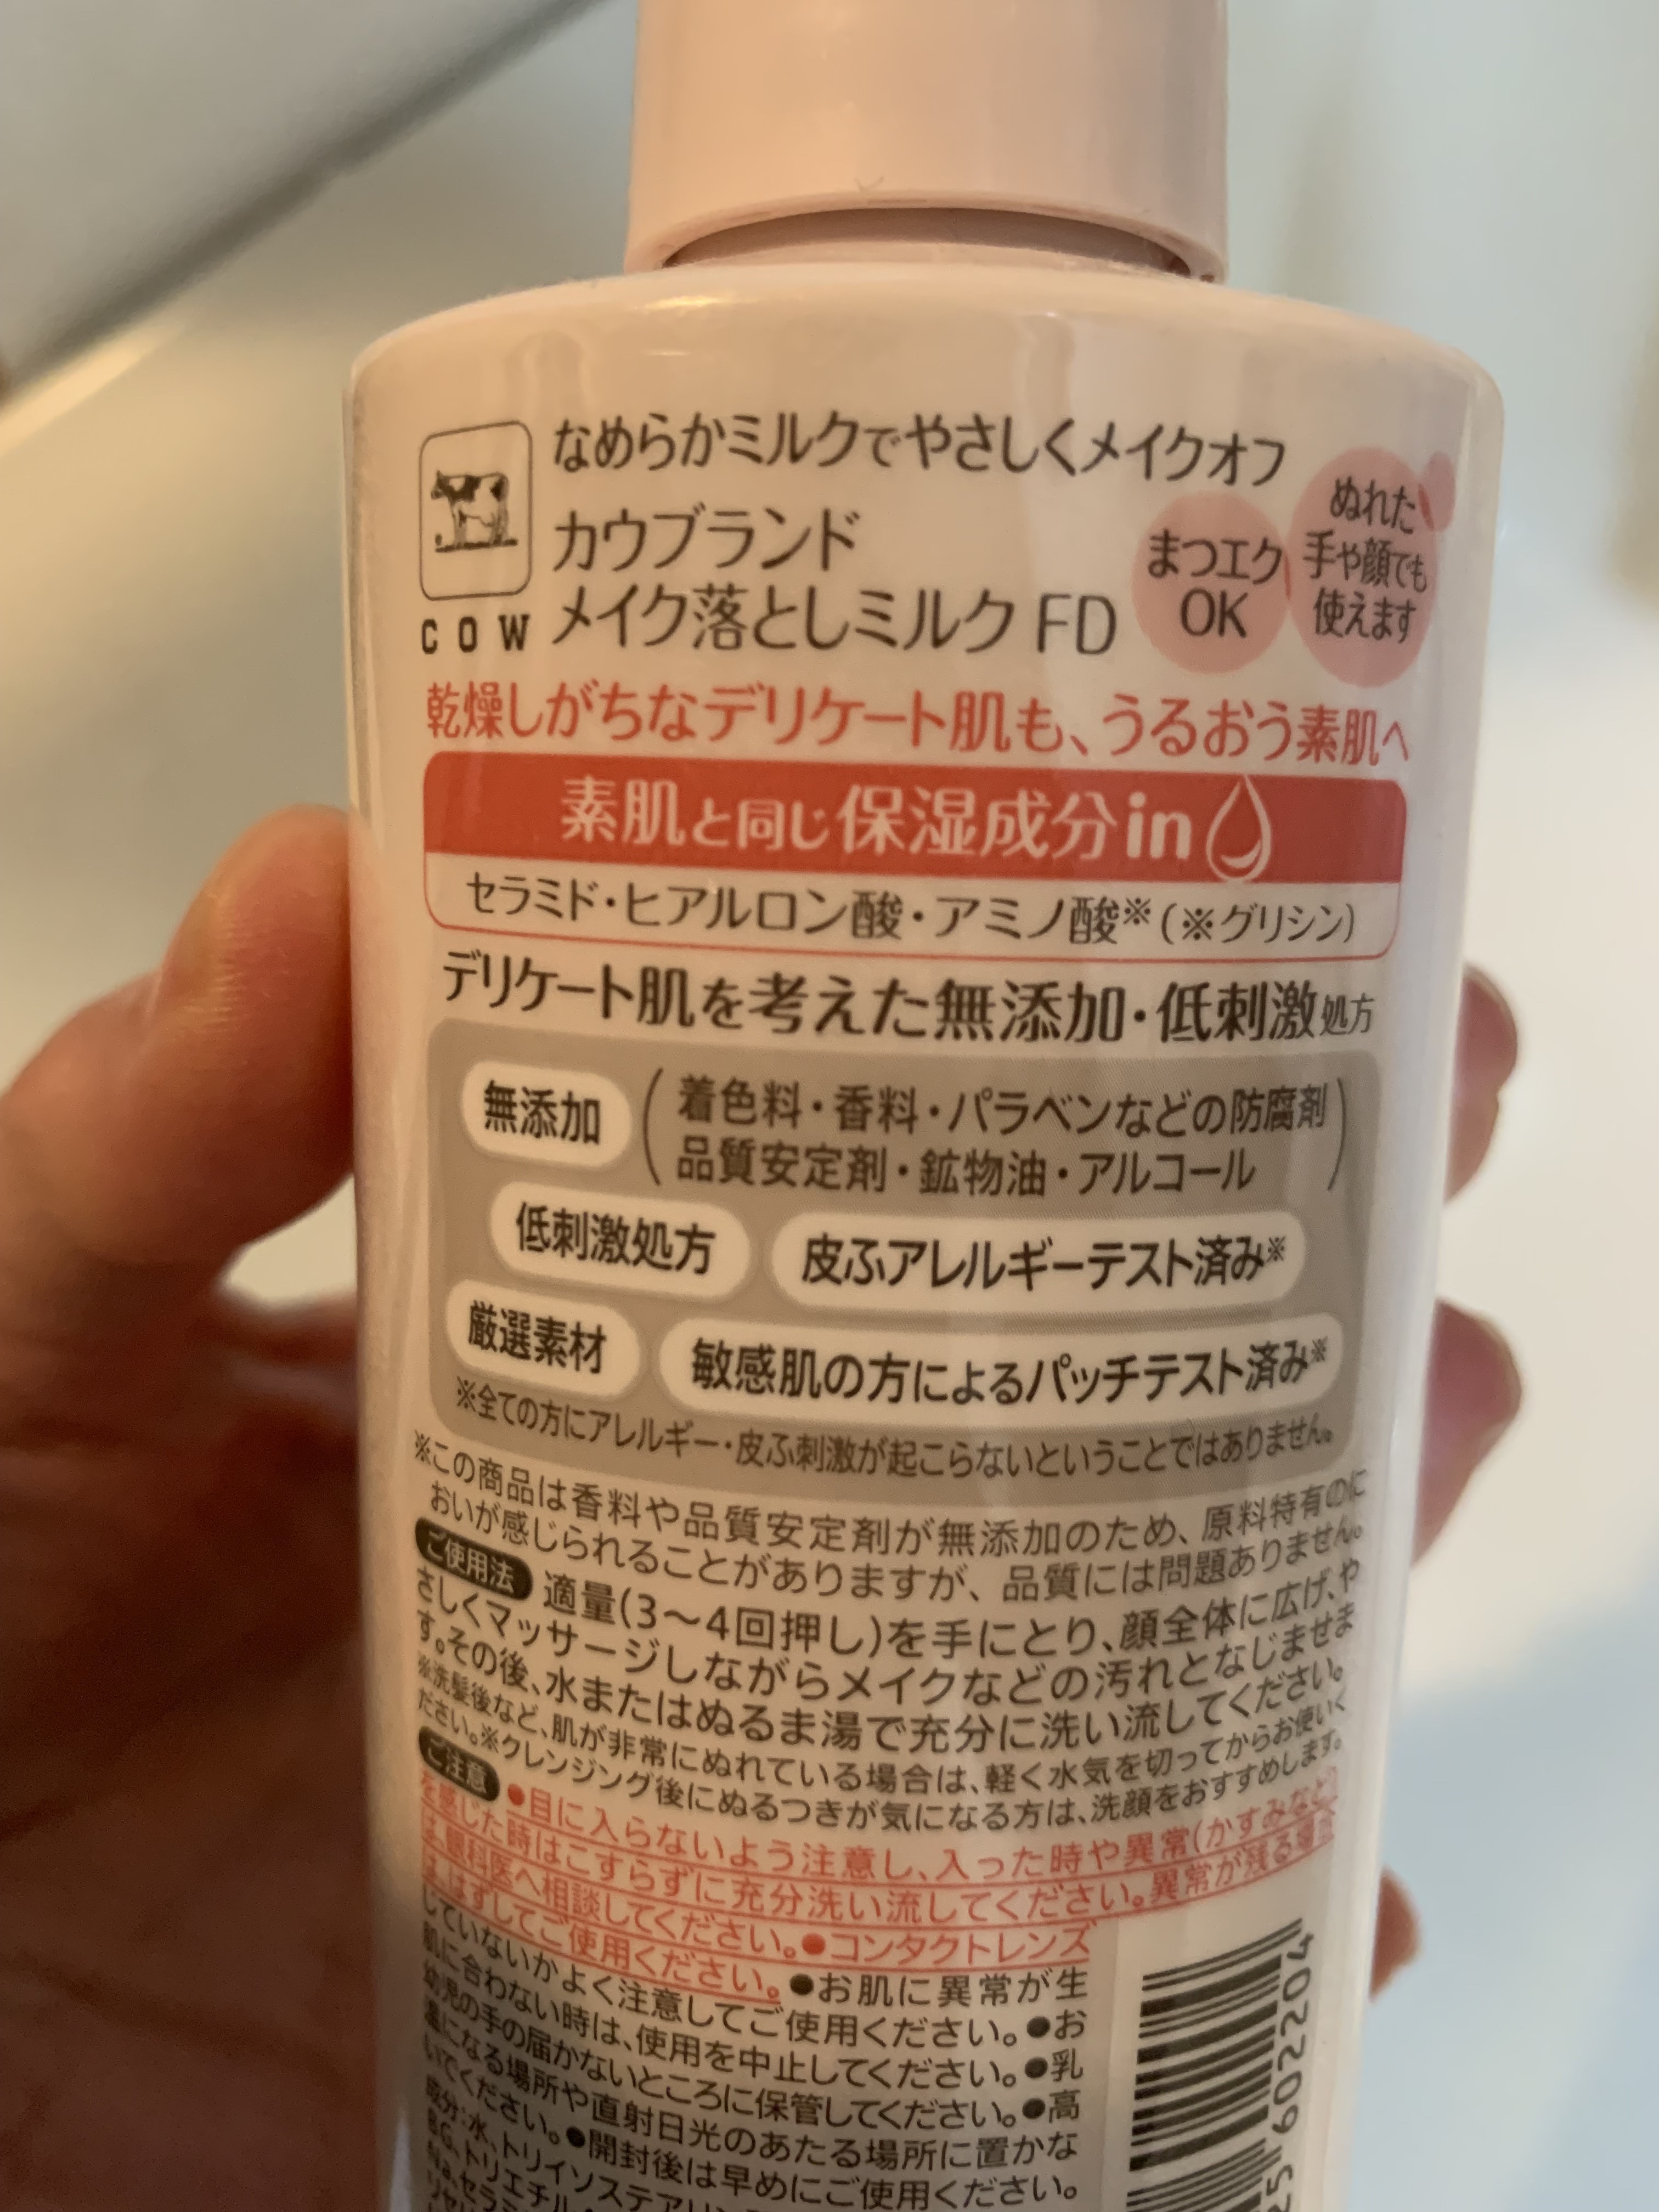 なめらかミルクでやさしくメイクオフ
カウブランド
メイク落としミルク FD
COW
まつエク
OK
ぬれた
手や顔でも
使えます
乾燥しがちなデリケート肌も、うるおう素肌へ
素肌と同じ保湿成分in
セラミド・ヒアルロン酸・アミノ酸※(※グリシン)
デリケート肌を考えた無添加・低刺激処方
無添加
着色料・香料・パラベンなどの防腐剤
品質安定剤・鉱物油・アルコール
低刺激処方 皮ふアレルギーテスト済み※
厳選素材 敏感肌の方によるパッチテスト済み※
※全ての方にアレルギー・皮ふ刺激が起こらないということではありません。
※この商品は香料や品質安定剤が無添加のため、原料特有のに
おいが感じられることがありますが、品質には問題ありません。
ご使用法 適量(3〜4回押し)を手にとり、顔全体に広げ、や
さしくマッサージしながらメイクなどの汚れとなじませま
す。その後、水またはぬるま湯で充分に洗い流してください。
※洗髪後など、肌が非常にぬれている場合は、軽く水気を切ってからお使いく
ださい。※クレンジング後にぬるつきが気になる方は、洗顔をおすすめします。
ご注意 ●目に入らないよう注意し、入った時や異常(かすみなど)
を感じた時はこすらずに充分洗い流してください。異常が残る場合
は、眼科医へ相談してください。●コンタクトレンズ
は、はずしてご使用ください。●お肌に異常が生
じていないかよく注意してご使用ください。●お
肌に合わない時は、使用を中止してください。●乳
幼児の手の届かないところに保管してください。●高
温になる場所や直射日光のあたる場所に置かな
いでください。●開封後は早めにご使用ください。
成分:水、トリイソステアリン
BG、トリエチル
Na、セラミ